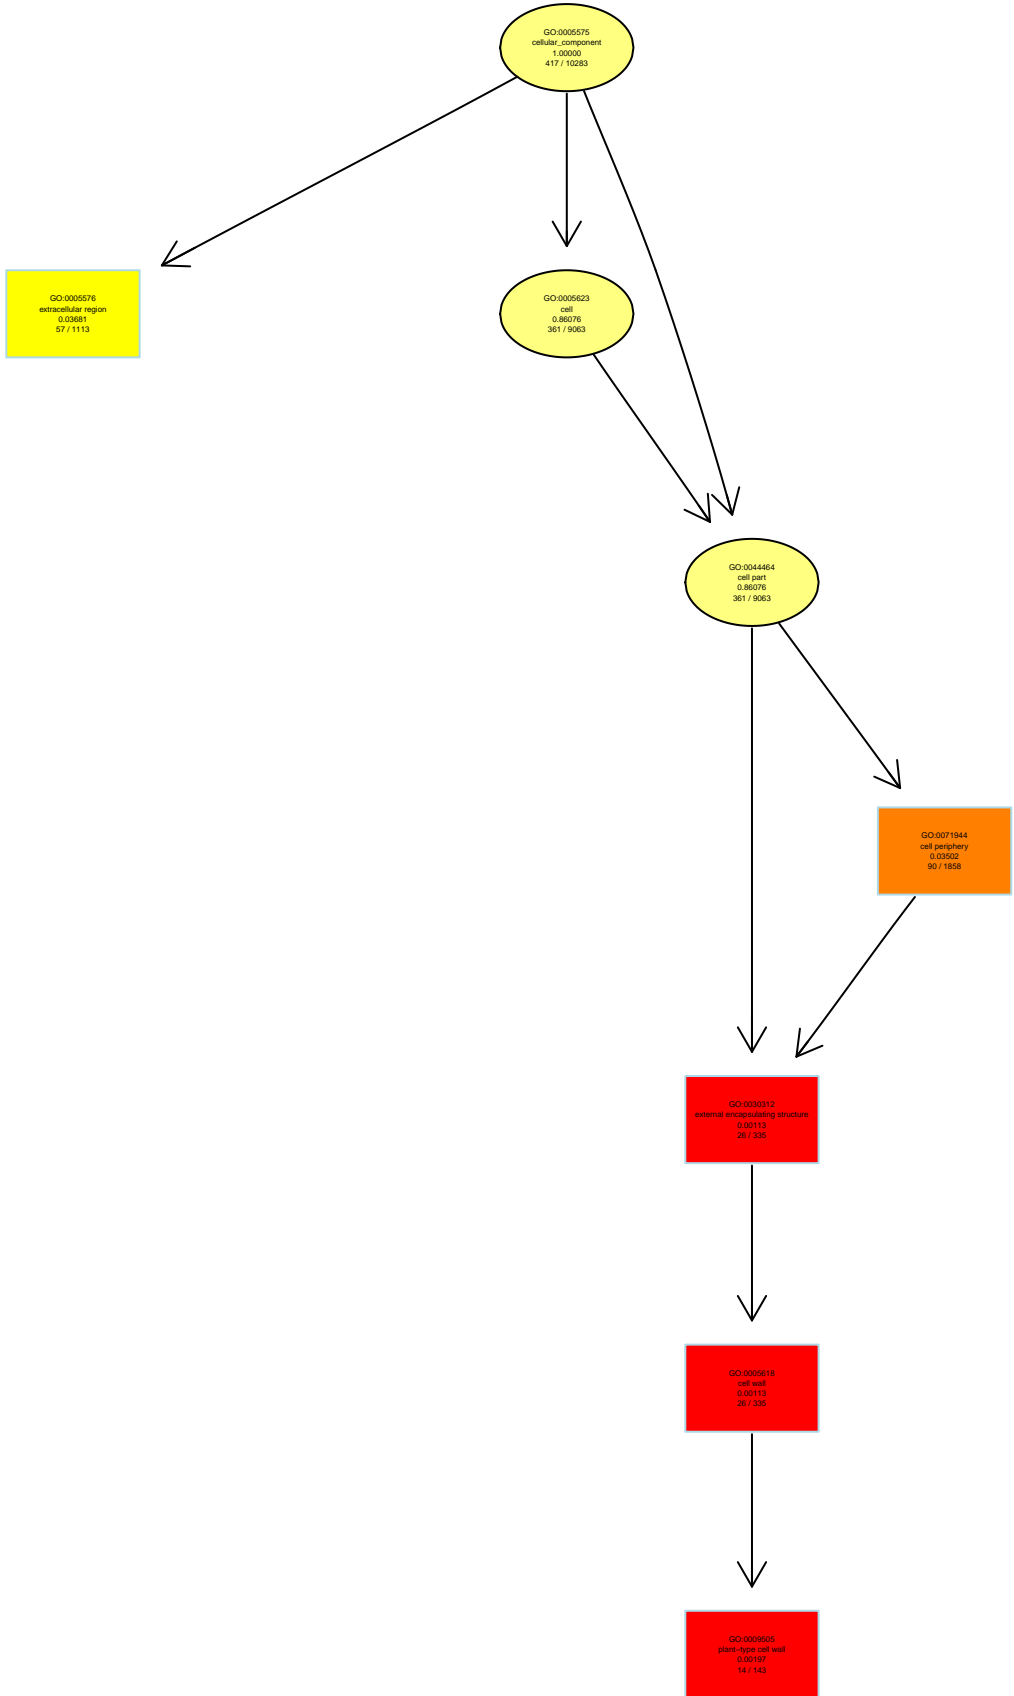 GO:0005575
cellular_component
1.00000
417 / 10283
GO:0005576
extracellular region
0.03681
57 / 1113
GO:0005623
cell
0.86076
361 / 9063
GO:0044464
cell part
0.86076
361 / 9063
GO:0071944
cell periphery
0.03502
90 / 1858
GO:0030312
external encapsulating structure
0.00113
26 / 335
GO:0005618
cell wall
0.00113
26 / 335
GO:0009505
plant−type cell wall
0.00197
14 / 143